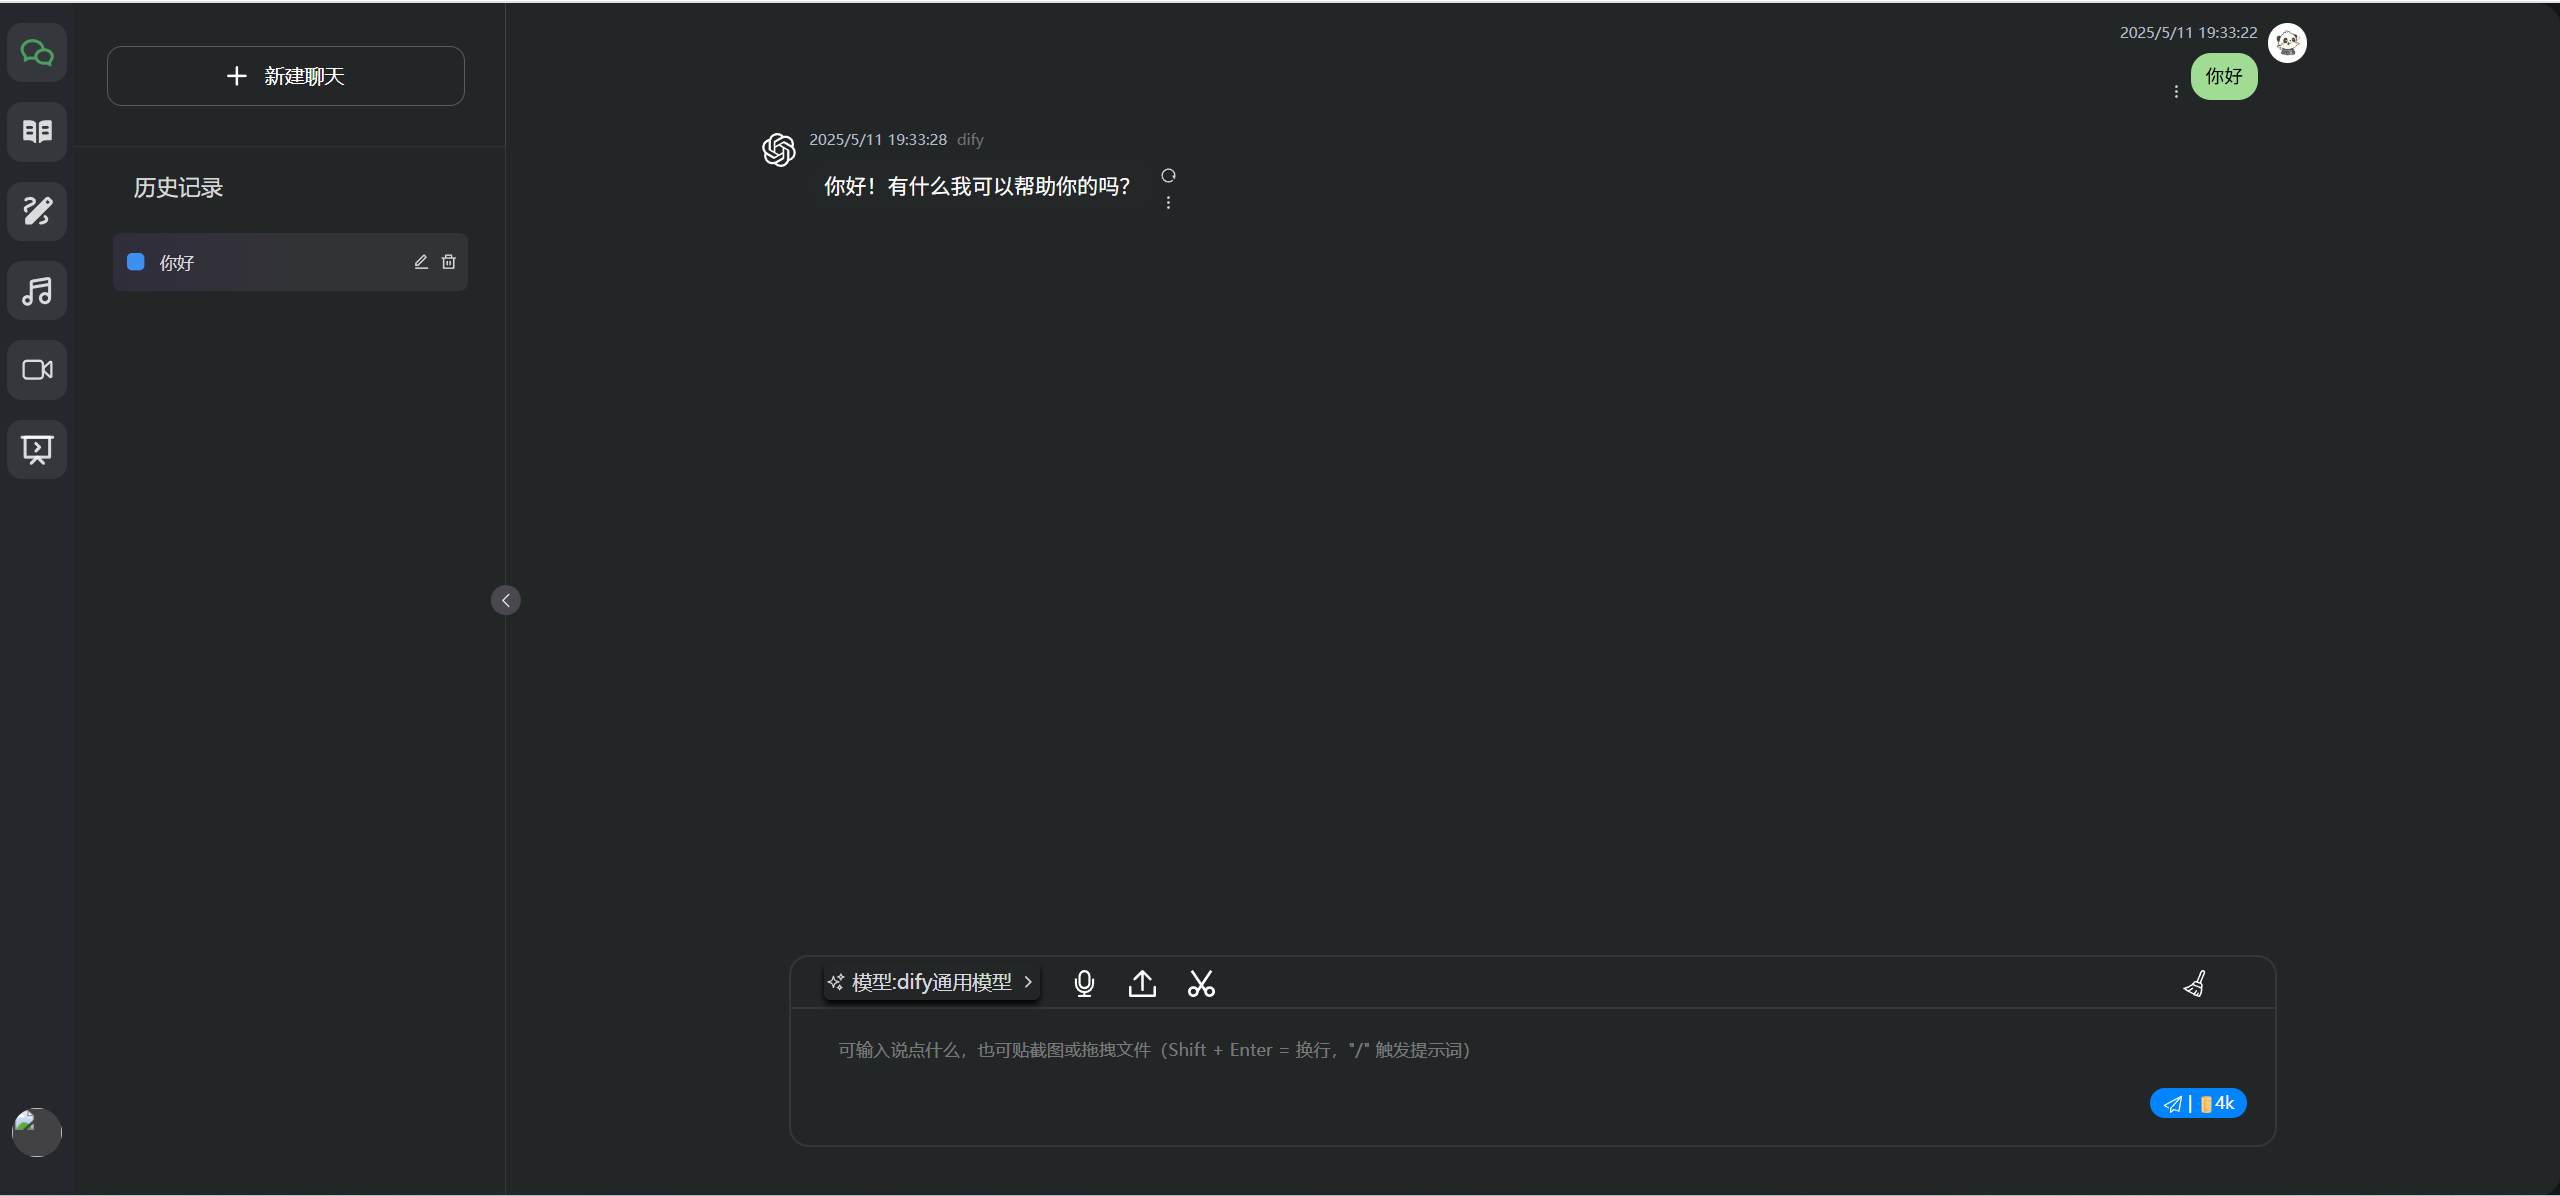 新建聊天
历史记录
你好
2025/5/11 19:33:22
你好
2025/5/11 19:33:28 dify
你好！有什么我可以帮助你的吗？
模型:dify通用模型
可输入说点什么，也可贴截图或拖拽文件（Shift + Enter = 换行，"/" 触发提示词）
| 4k